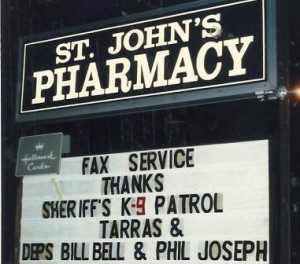 ST. JOHN'S
PHARMACY
Hallmark
Cards
FAX SERVICE
THANKS
SHERIFF'S K-9 PATROL
TARRAS &
DEPS BILL BELL & PHIL JOSEPH